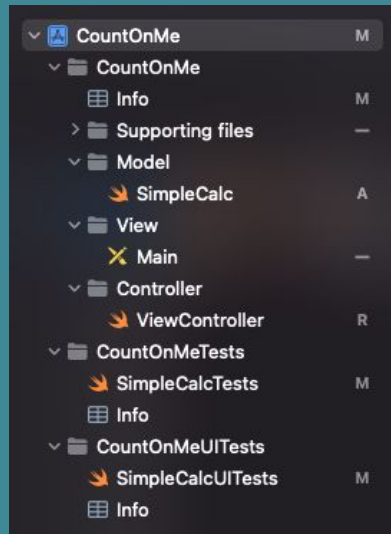 CountOnMe M
CountOnMe
Info M
Supporting files —
Model
SimpleCalc A
View
Main —
Controller
ViewController R
CountOnMeTests
SimpleCalcTests M
Info
CountOnMeUITests
SimpleCalcUITests M
Info